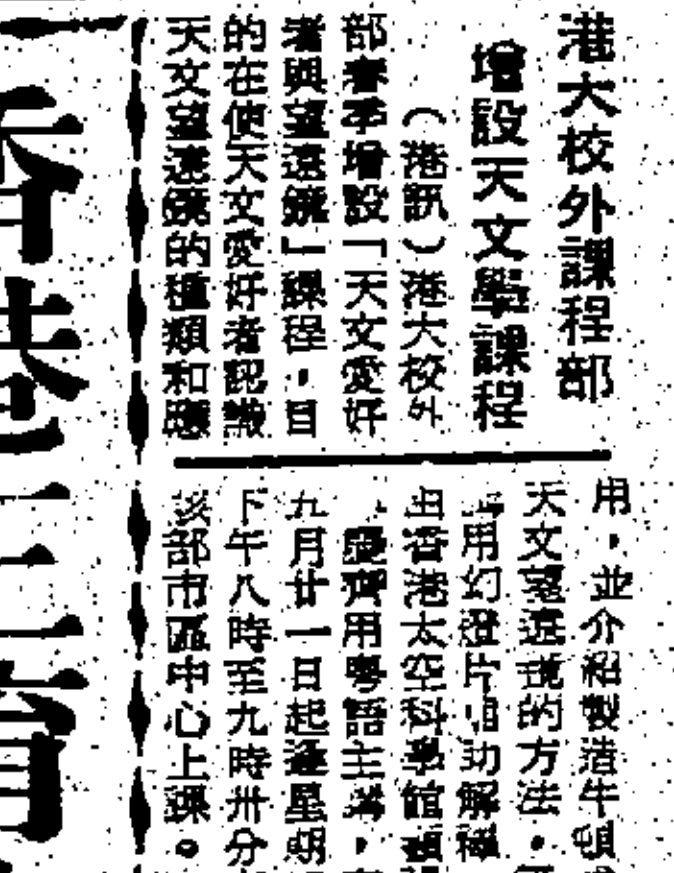 港大校外課程部
增設天文學課程
（港訊）港大校外
部春季增設「天文愛好
者與望遠鏡」課程，目
的在使天文愛好者認識
天文望遠鏡的種類和應
用，並介紹製造牛頓
天文望遠鏡的方法。
用幻燈片輔助解釋
由香港太空科學館
用粵語主講，
九月廿一日起逢星期
下午八時至九時卅分
該部市區中心上課。
香港